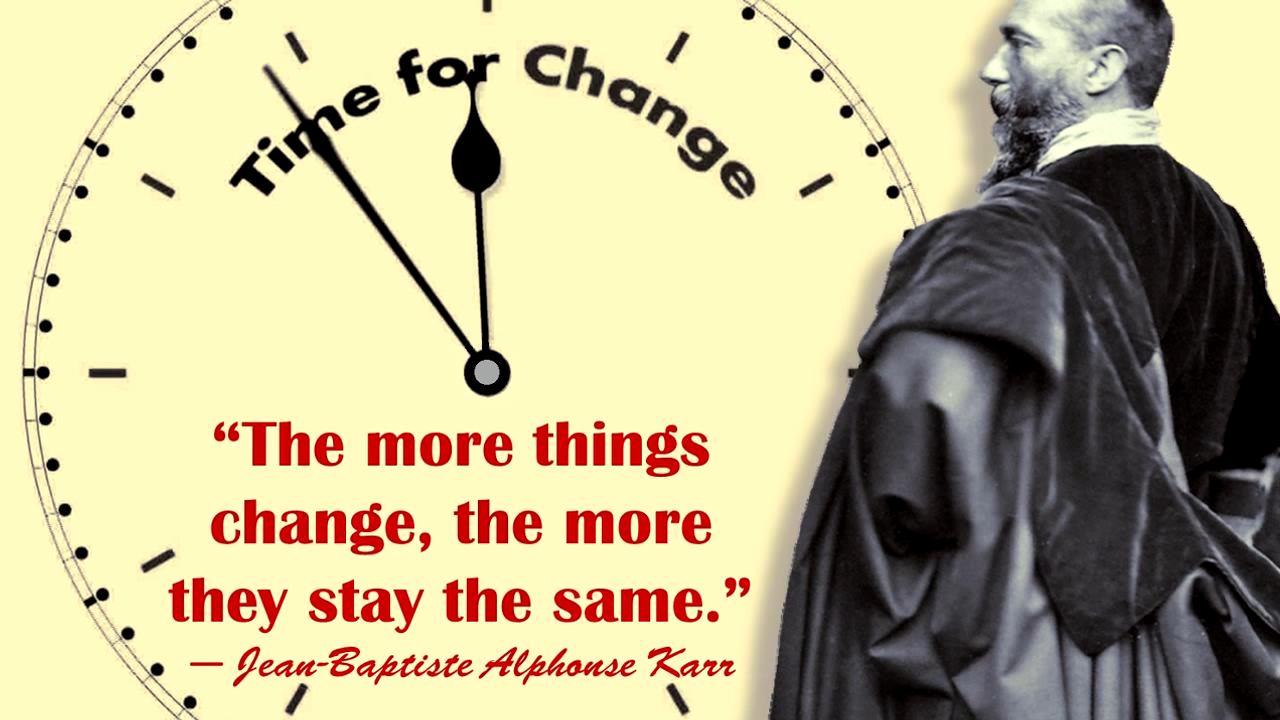 Time for Change
“The more things
change, the more
they stay the same.”
— Jean-Baptiste Alphonse Karr